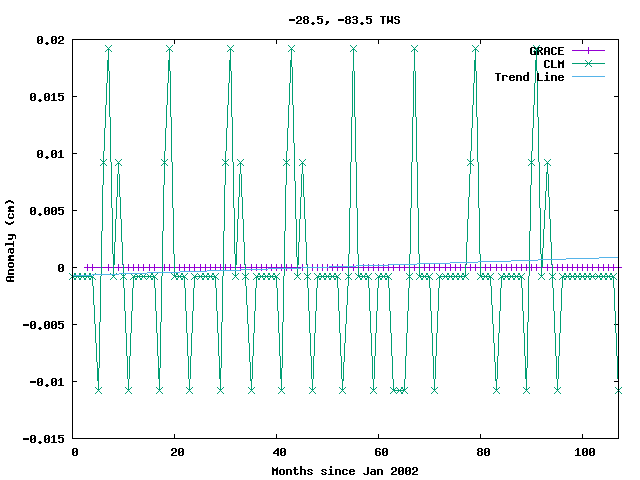 -28.5, -83.5 TWS
0.02
0.015
0.01
0.005
0
-0.005
-0.01
-0.015
GRACE
CLM
Trend Line
Anomaly (cm)
0 20 40 60 80 100
Months since Jan 2002